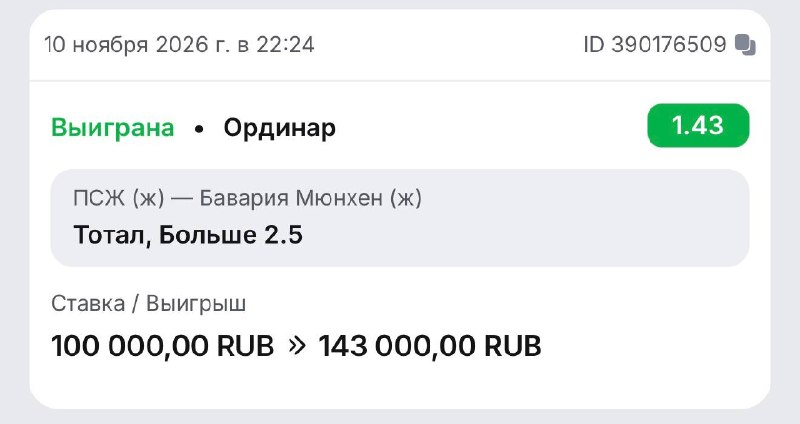 10 ноября 2026 г. в 22:24 ID 390176509
Выиграна • Ординар 1.43
ПСЖ (ж) — Бавария Мюнхен (ж)
Тотал, Больше 2.5
Ставка / Выигрыш
100 000,00 RUB » 143 000,00 RUB